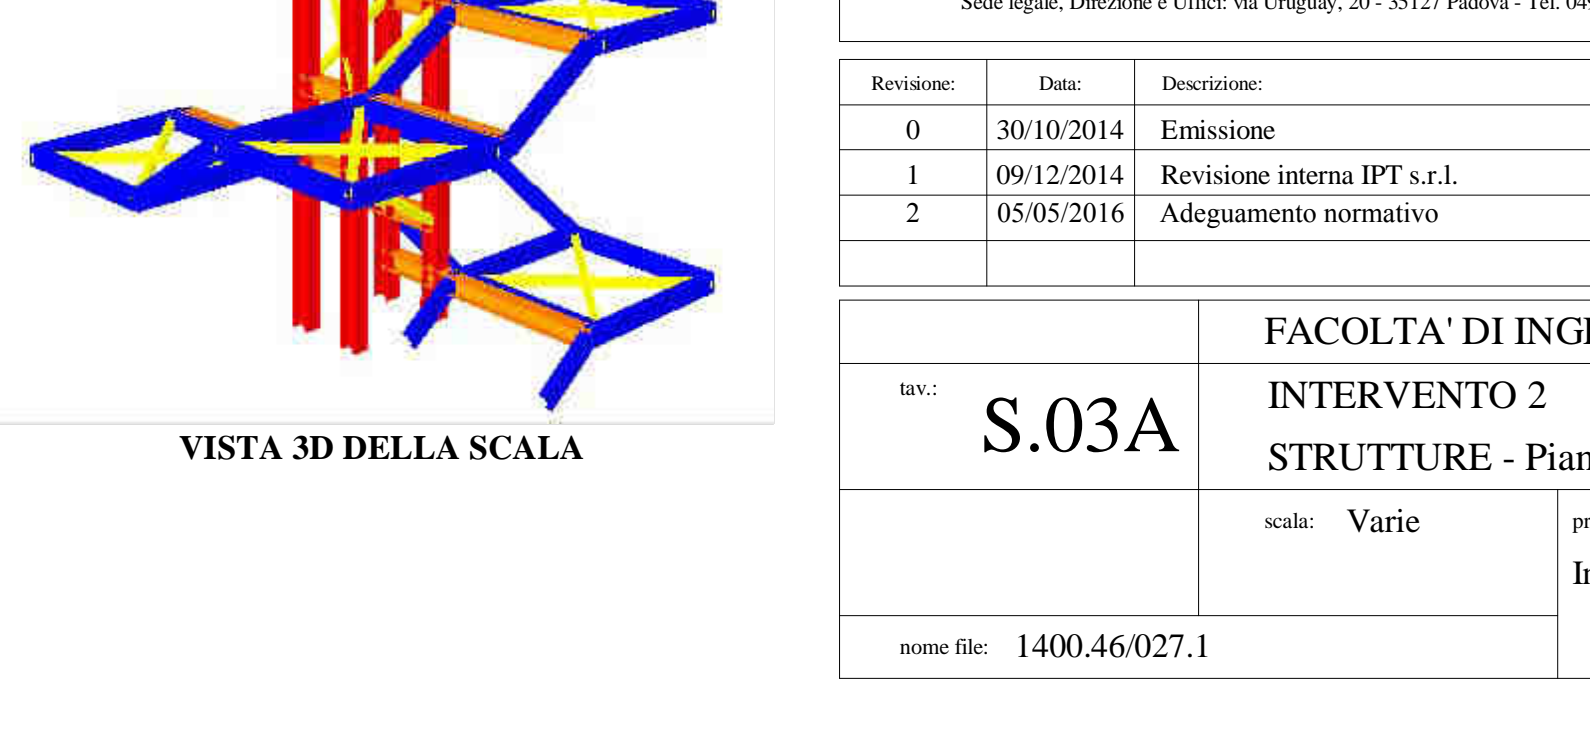 VISTA 3D DELLA SCALA
Sede legale, Direzione e Uffici: via Uruguay, 20 - 35127 Padova - Tel.
Revisione: Data: Descrizione:
0 30/10/2014 Emissione
1 09/12/2014 Revisione interna IPT s.r.l.
2 05/05/2016 Adeguamento normativo
FACOLTA' DI
tav.: S.03A
INTERVENTO 2
STRUTTURE -
scala: Varie
nome file: 1400.46/027.1